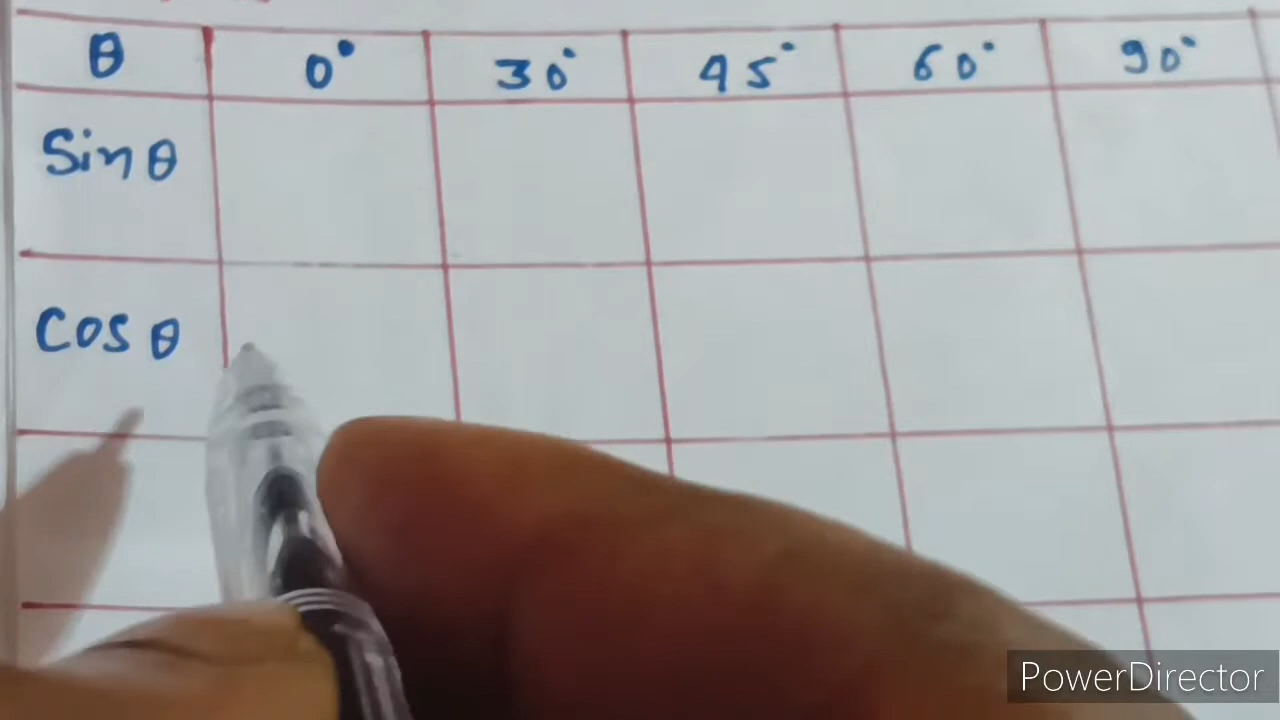 θ 0° 30° 45° 60° 90°
Sin θ
Cos θ
PowerDirector